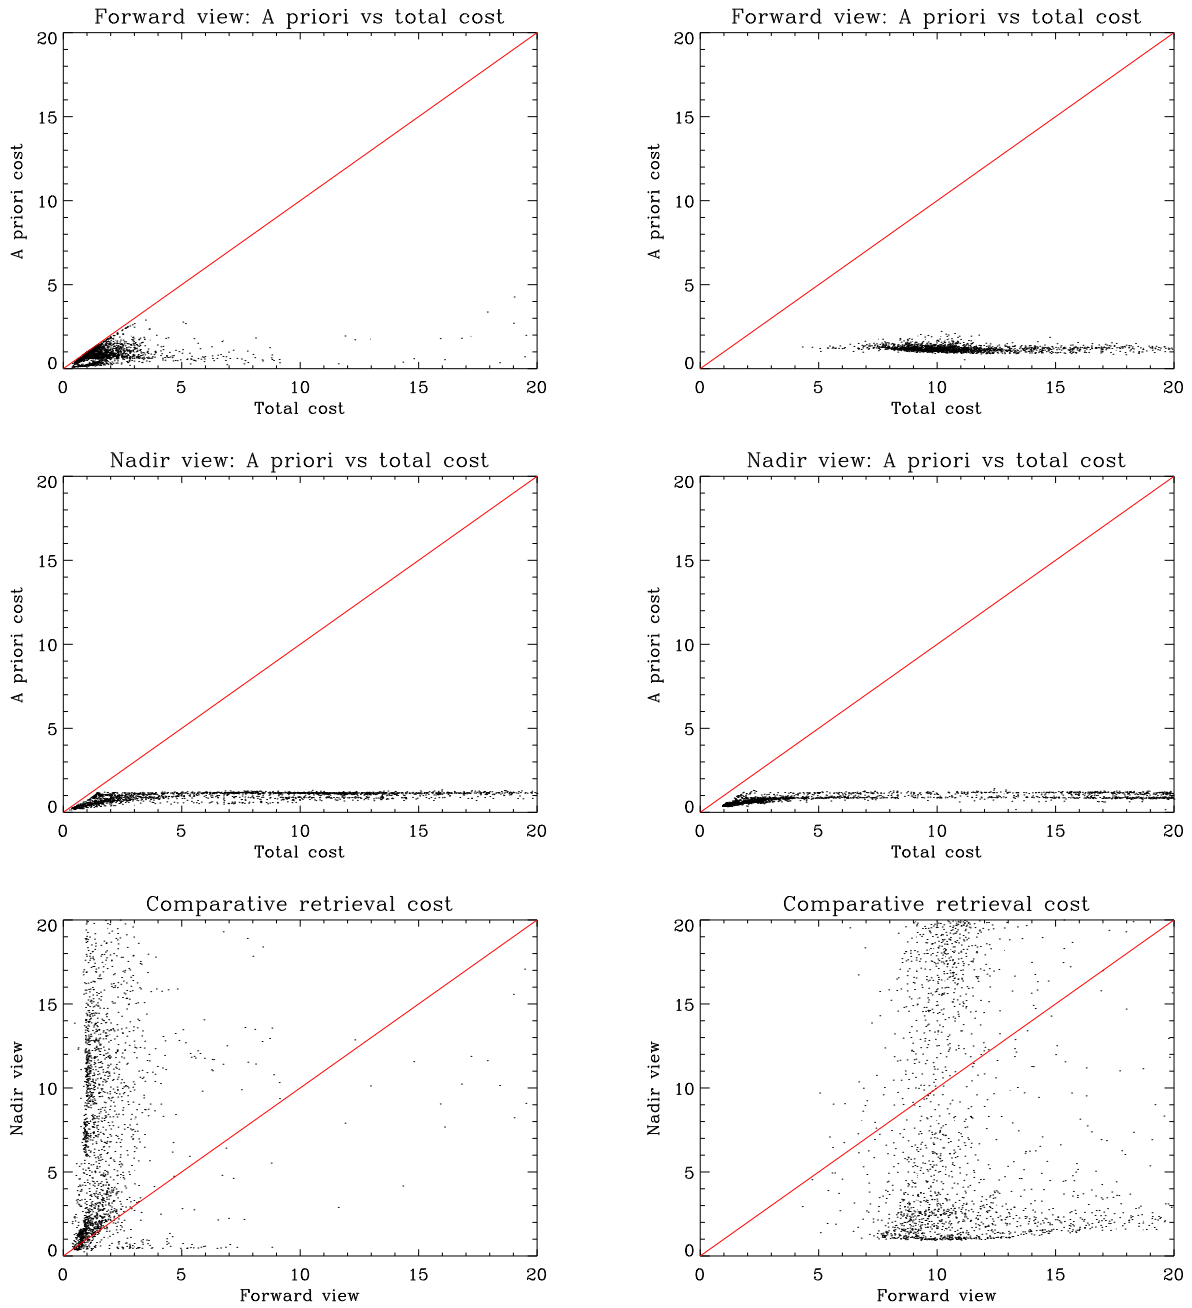 Forward view: A priori vs total cost
20
15
10
5
0
A priori cost
0 5 10 15 20
Total cost
Forward view: A priori vs total cost
20
15
10
5
0
A priori cost
0 5 10 15 20
Total cost
Nadir view: A priori vs total cost
20
15
10
5
0
A priori cost
0 5 10 15 20
Total cost
Nadir view: A priori vs total cost
20
15
10
5
0
A priori cost
0 5 10 15 20
Total cost
Comparative retrieval cost
20
15
10
5
0
Nadir view
0 5 10 15 20
Forward view
Comparative retrieval cost
20
15
10
5
0
Nadir view
0 5 10 15 20
Forward view